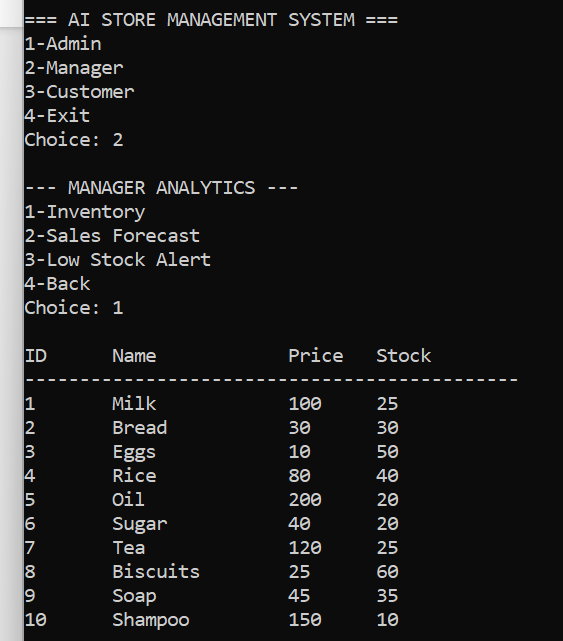 === AI STORE MANAGEMENT SYSTEM ===
1-Admin
2-Manager
3-Customer
4-Exit
Choice: 2

--- MANAGER ANALYTICS ---
1-Inventory
2-Sales Forecast
3-Low Stock Alert
4-Back
Choice: 1

ID      Name            Price   Stock
---------------------------------------------
1       Milk            100     25
2       Bread           30      30
3       Eggs            10      50
4       Rice            80      40
5       Oil             200     20
6       Sugar           40      20
7       Tea             120     25
8       Biscuits        25      60
9       Soap            45      35
10      Shampoo         150     10